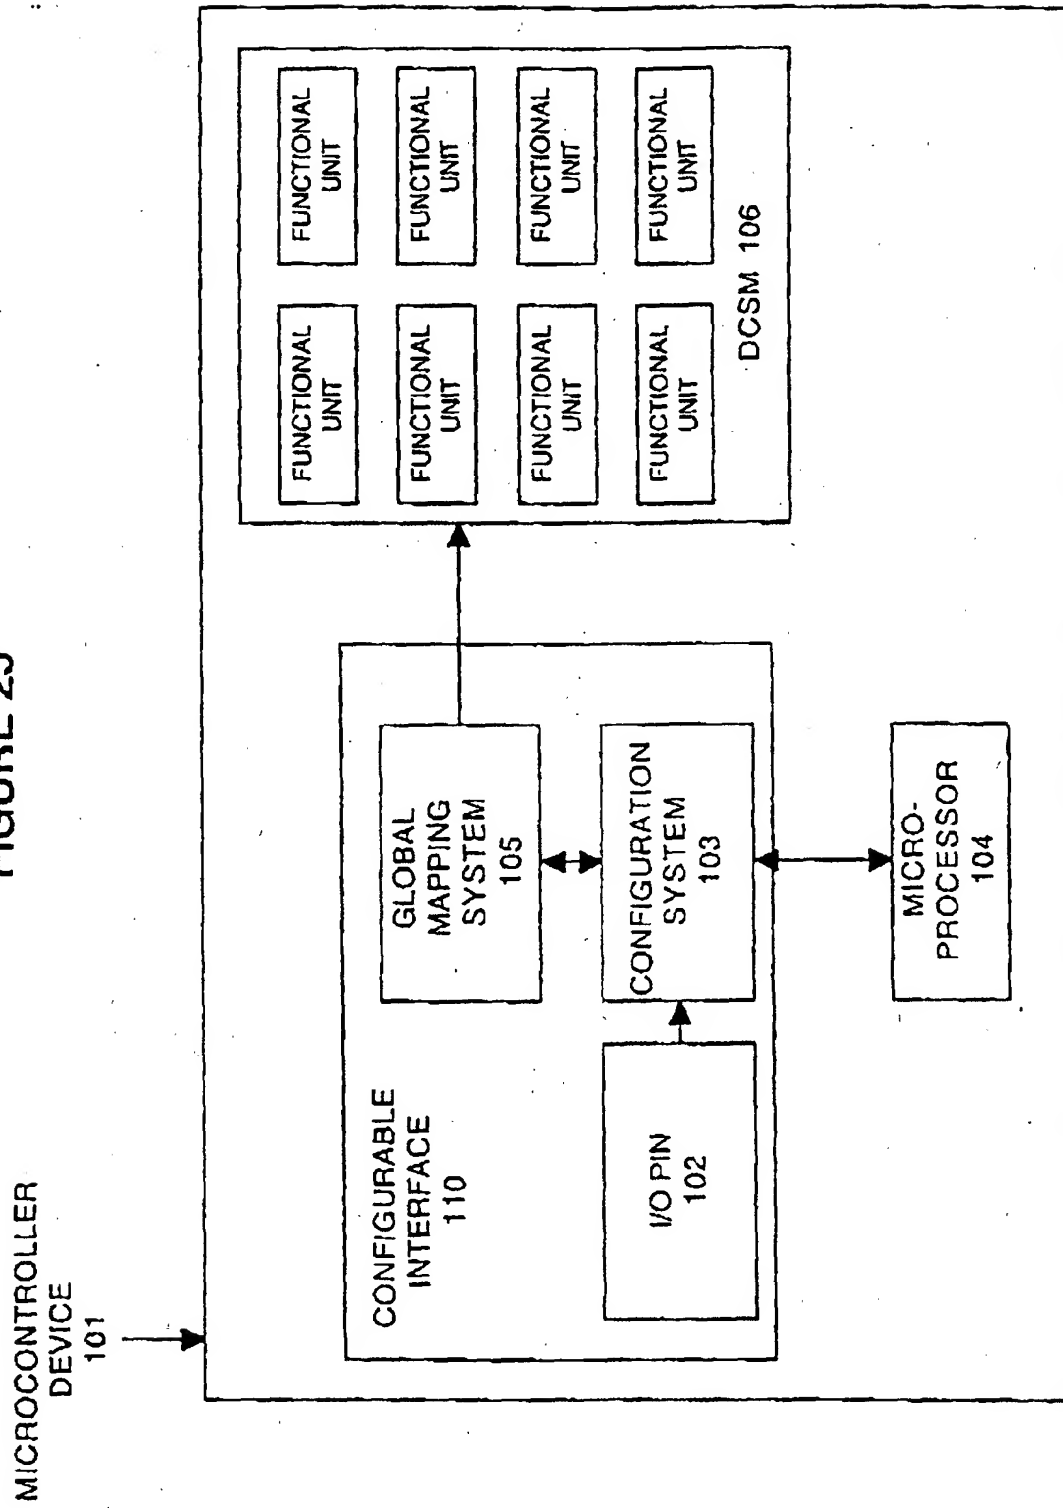 MICROCONTROLLER
DEVICE
101
FIGURE
CONFIGURABLE
INTERFACE
110
GLOBAL
MAPPING
SYSTEM
105
I/O PIN
102
CONFIGURATION
SYSTEM
103
MICRO-
PROCESSOR
104
FUNCTIONAL
UNIT
FUNCTIONAL
UNIT
FUNCTIONAL
UNIT
FUNCTIONAL
UNIT
FUNCTIONAL
UNIT
FUNCTIONAL
UNIT
FUNCTIONAL
UNIT
FUNCTIONAL
UNIT
DCSM 106